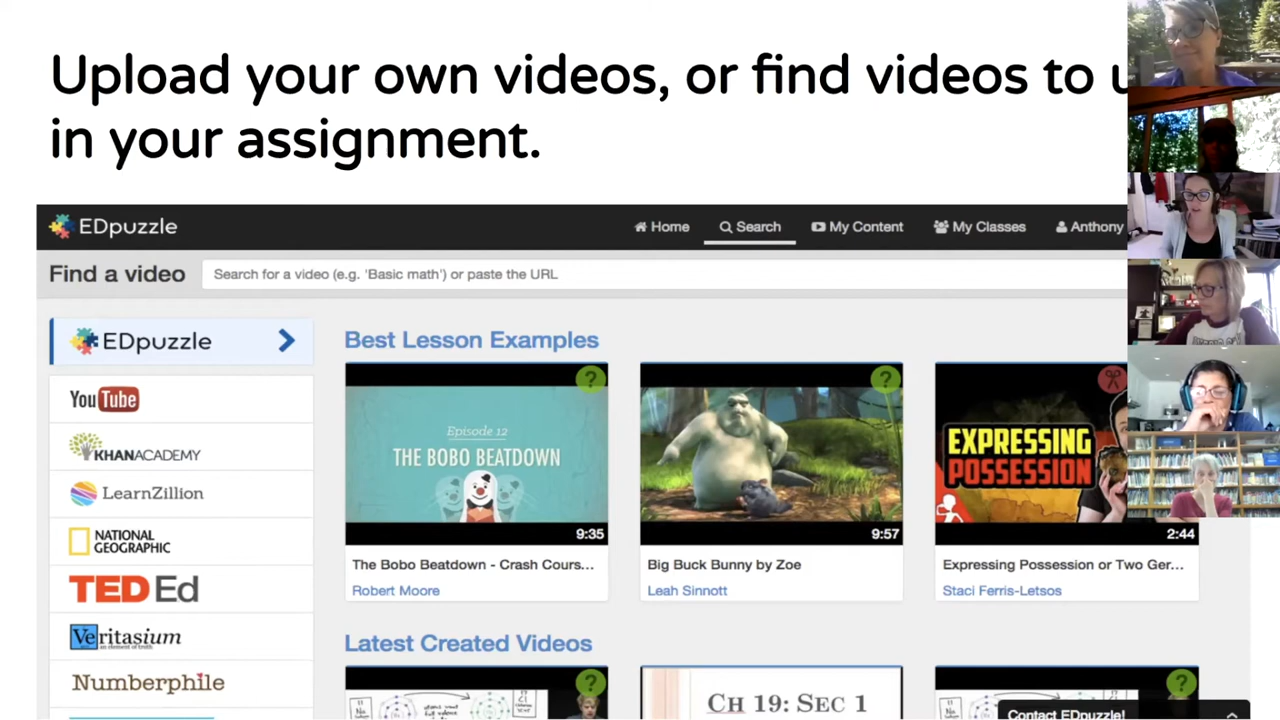 Upload your own videos, or find videos to u
in your assignment.
EDpuzzle
Home Search My Content My Classes Anthony
Find a video Search for a video (e.g. 'Basic math') or paste the URL
EDpuzzle
YouTube
KHANACADEMY
LearnZillion
NATIONAL
GEOGRAPHIC
TED Ed
Veritasium
an element of truth
Numberphile
Best Lesson Examples
Episode 12
THE BOBO BEATDOWN
9:35
The Bobo Beatdown - Crash Cours...
Robert Moore
?
9:57
Big Buck Bunny by Zoe
Leah Sinnott
EXPRESSING
POSSESSION
2:44
Expressing Possession or Two Ger...
Staci Ferris-Letsos
Latest Created Videos
?
CH 19: SEC 1
?
Contact EDpuzzle!